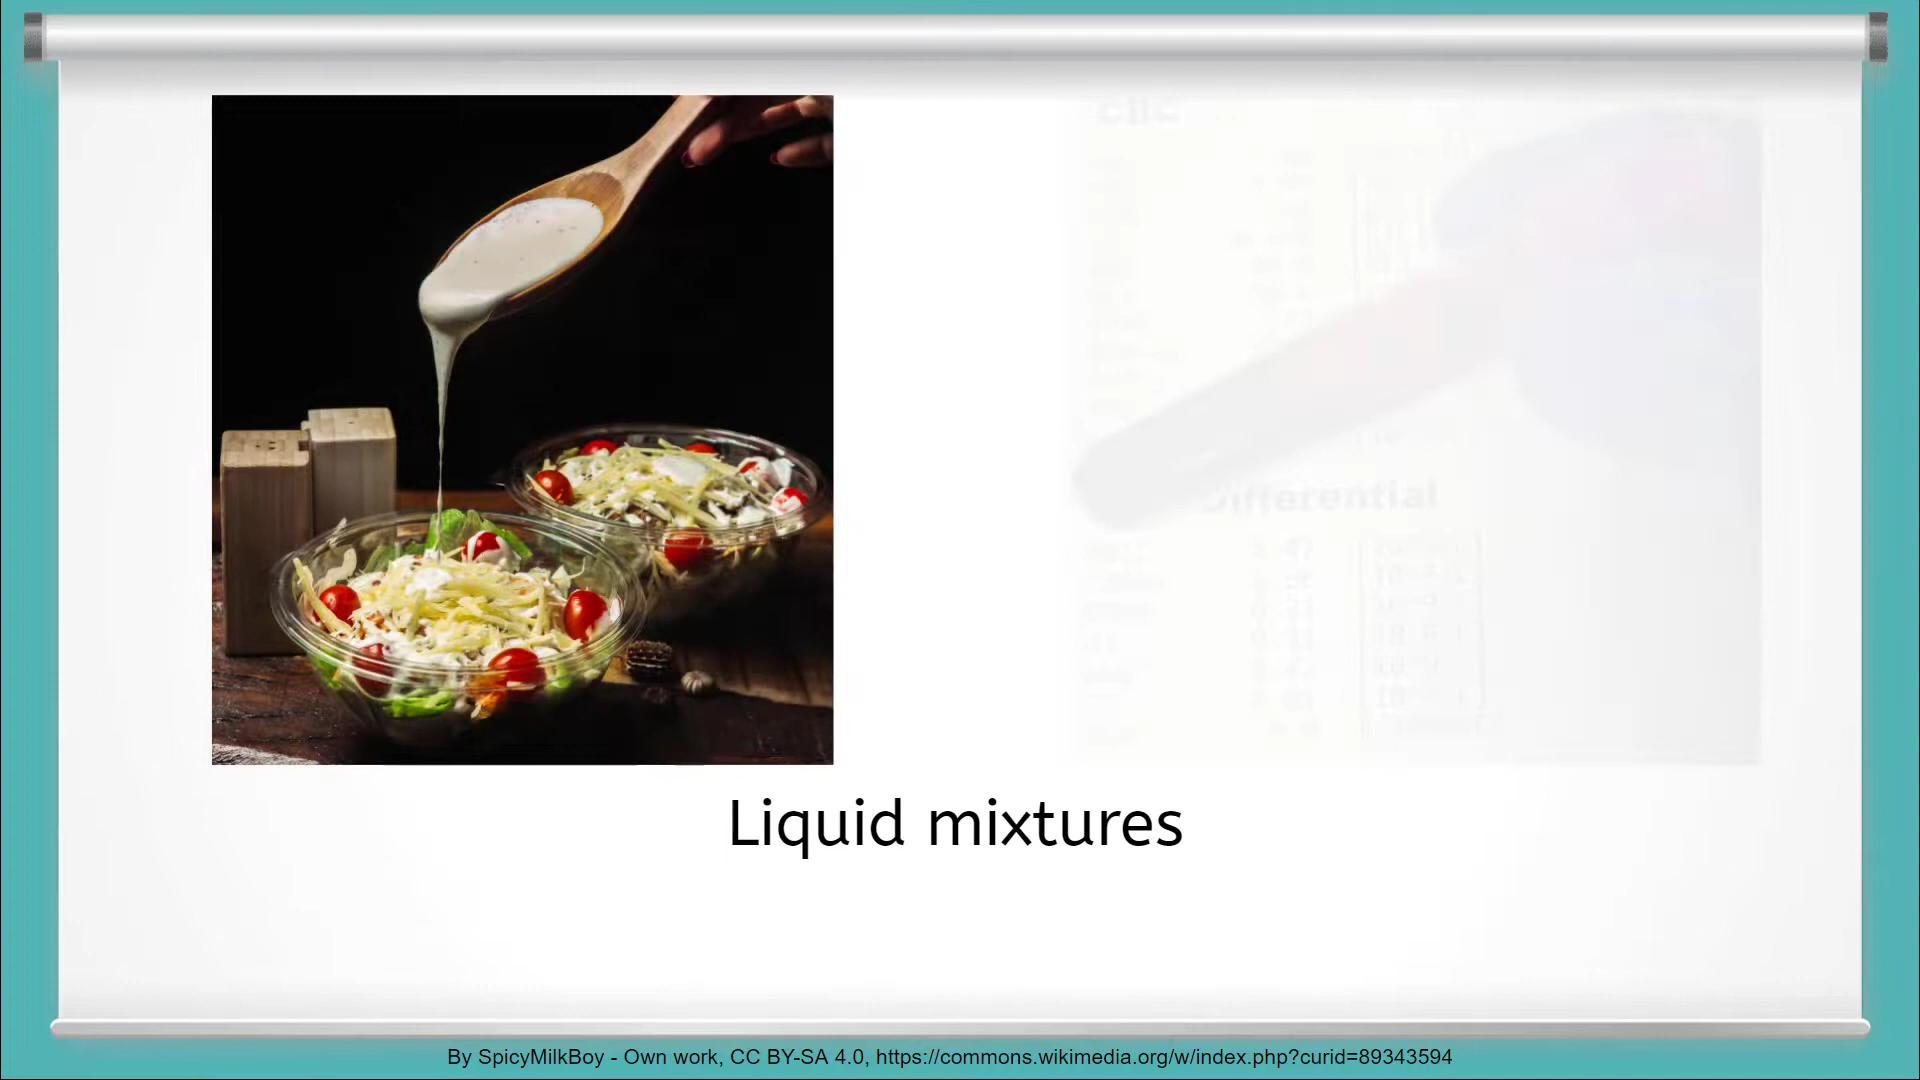 Differential
Liquid mixtures
By SpicyMilkBoy - Own work, CC BY-SA 4.0, https://commons.wikimedia.org/w/index.php?curid=89343594